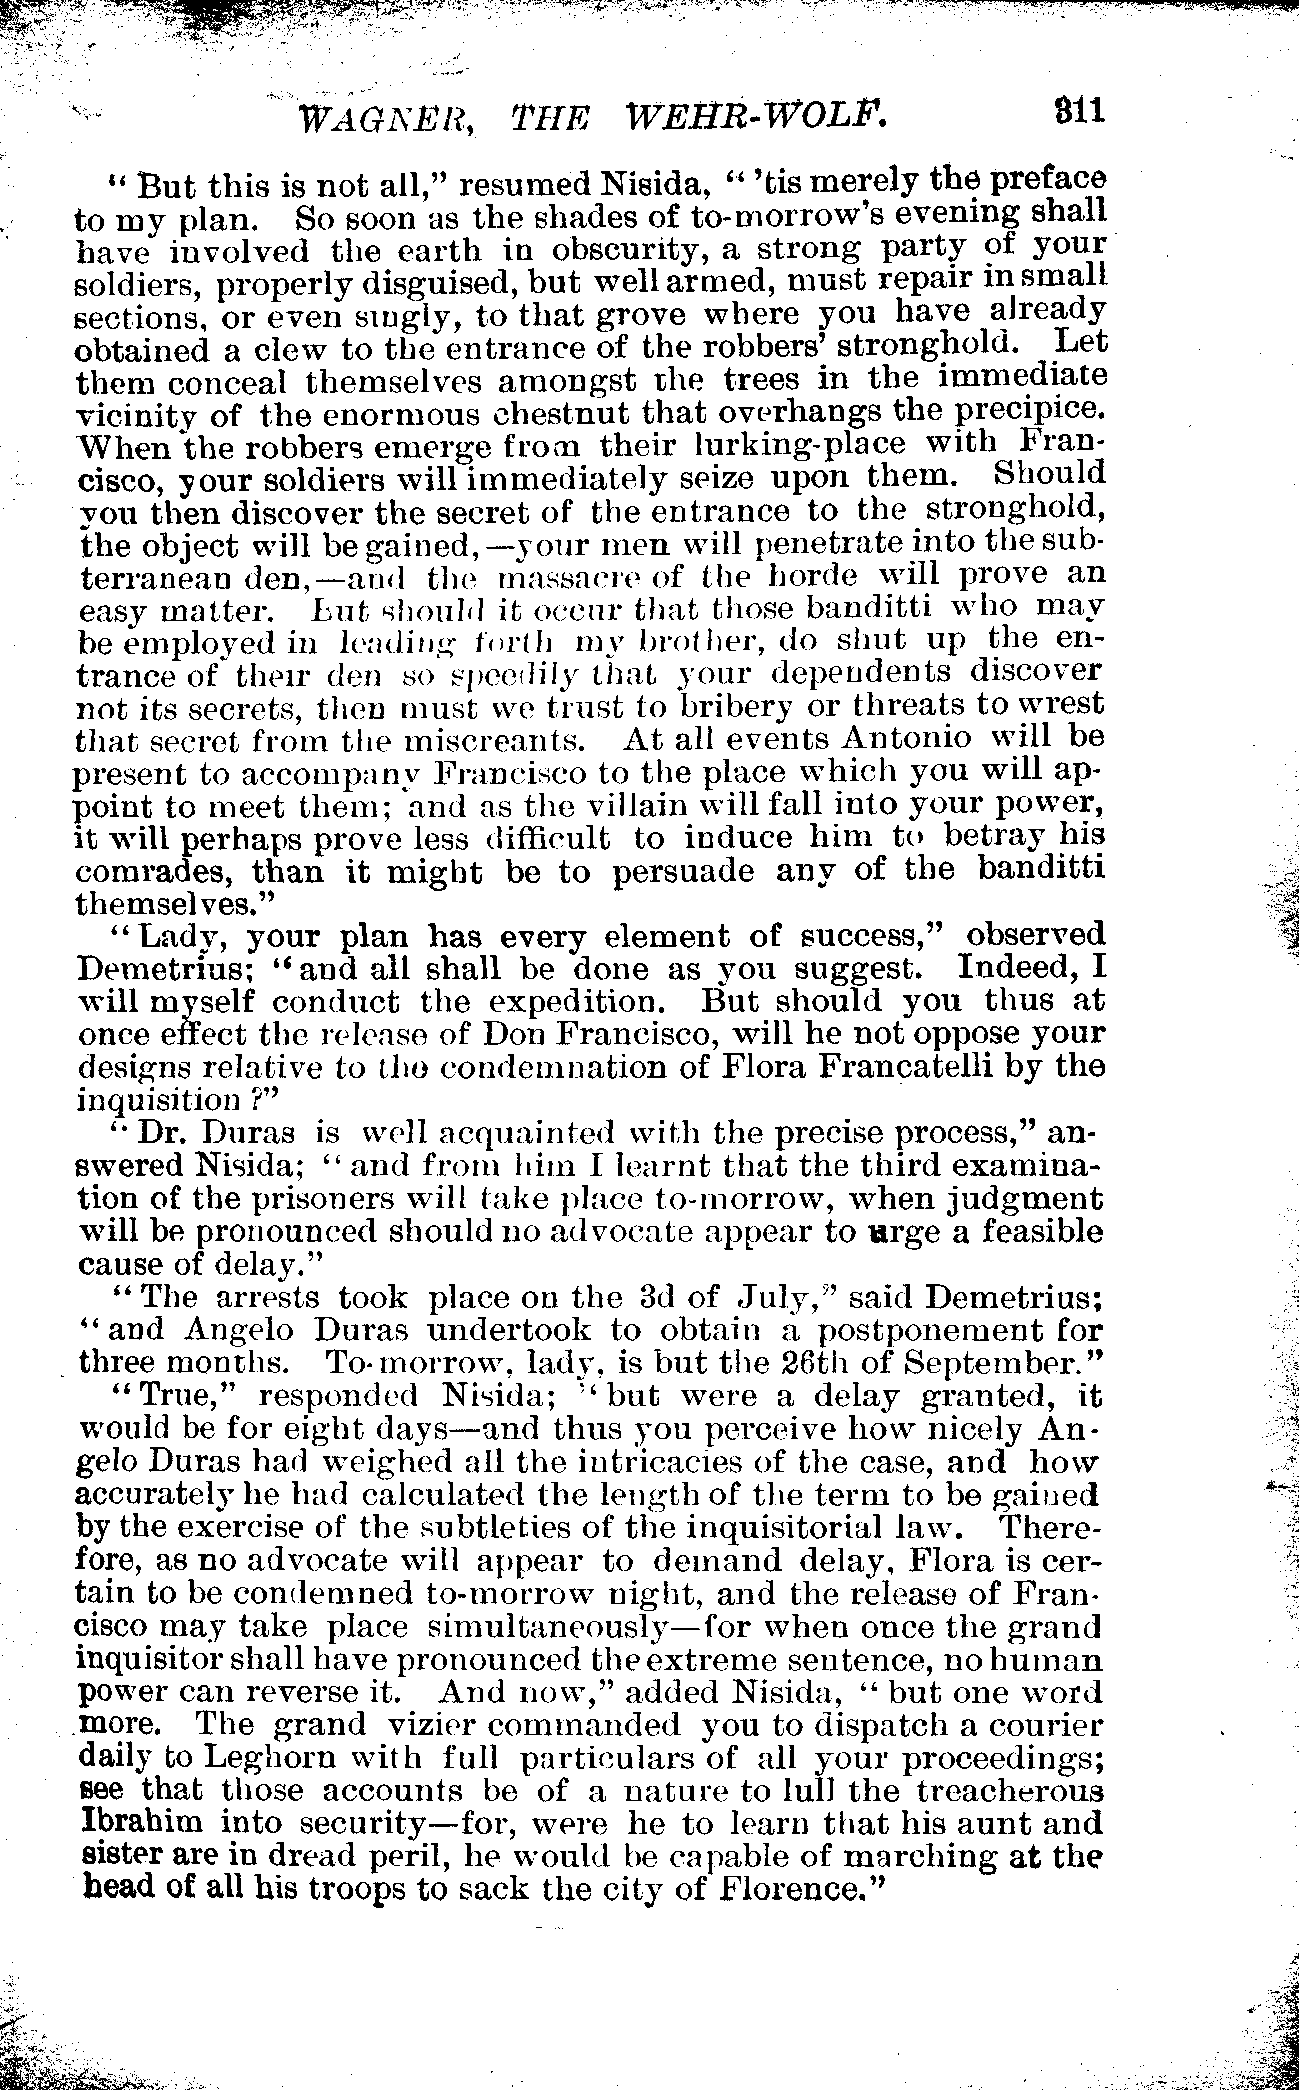 WAGNER, THE WEHR-WOLF. 311
“But this is not all,” resumed Nisida, “’tis merely the preface
to my plan. So soon as the shades of to-morrow’s evening shall
have involved the earth in obscurity, a strong party of your
soldiers, properly disguised, but well armed, must repair in small
sections, or even singly, to that grove where you have already
obtained a clew to the entrance of the robbers’ stronghold. Let
them conceal themselves amongst the trees in the immediate
vicinity of the enormous chestnut that overhangs the precipice.
When the robbers emerge from their lurking-place with Fran-
cisco, your soldiers will immediately seize upon them. Should
you then discover the secret of the entrance to the stronghold,
the object will be gained,—your men will penetrate into the sub-
terranean den,—and the massacre of the horde will prove an
easy matter. But should it occur that those banditti who may
be employed in leading forth my brother, do shut up the en-
trance of their den so speedily that your dependents discover
not its secrets, then must we trust to bribery or threats to wrest
that secret from the miscreants. At all events Antonio will be
present to accompany Francisco to the place which you will ap-
point to meet them; and as the villain will fall into your power,
it will perhaps prove less difficult to induce him to betray his
comrades, than it might be to persuade any of the banditti
themselves.”
“Lady, your plan has every element of success,” observed
Demetrius; “and all shall be done as you suggest. Indeed, I
will myself conduct the expedition. But should you thus at
once effect the release of Don Francisco, will he not oppose your
designs relative to the condemnation of Flora Francatelli by the
inquisition?”
“Dr. Duras is well acquainted with the precise process,” an-
swered Nisida; “and from him I learnt that the third examina-
tion of the prisoners will take place to-morrow, when judgment
will be pronounced should no advocate appear to urge a feasible
cause of delay.”
“The arrests took place on the 3d of July,” said Demetrius;
“and Angelo Duras undertook to obtain a postponement for
three months. To-morrow, lady, is but the 26th of September.”
“True,” responded Nisida; “but were a delay granted, it
would be for eight days—and thus you perceive how nicely An-
gelo Duras had weighed all the intricacies of the case, and how
accurately he had calculated the length of the term to be gained
by the exercise of the subtleties of the inquisitorial law. There-
fore, as no advocate will appear to demand delay, Flora is cer-
tain to be condemned to-morrow night, and the release of Fran-
cisco may take place simultaneously—for when once the grand
inquisitor shall have pronounced the extreme sentence, no human
power can reverse it. And now,” added Nisida, “but one word
more. The grand vizier commanded you to dispatch a courier
daily to Leghorn with full particulars of all your proceedings;
see that those accounts be of a nature to lull the treacherous
Ibrahim into security—for, were he to learn that his aunt and
sister are in dread peril, he would be capable of marching at the
head of all his troops to sack the city of Florence.”